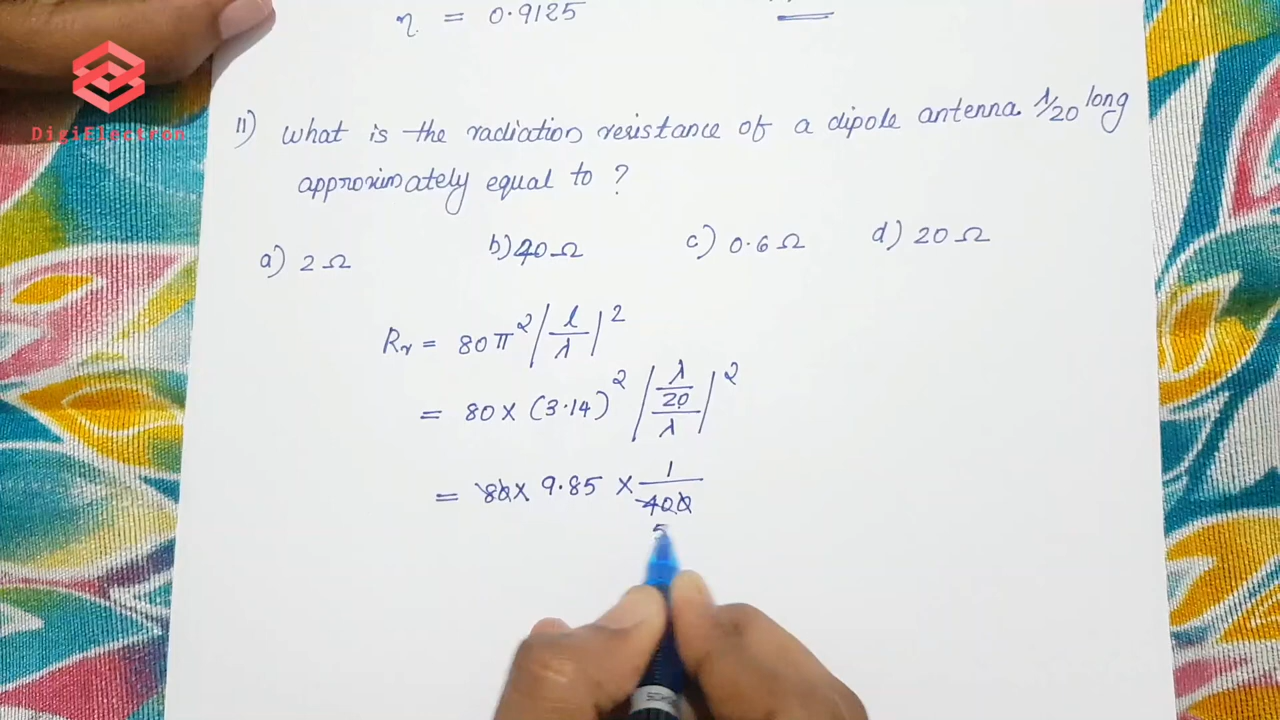 η = 0.9125
DigiElectron
11) What is the radiation resistance of a dipole antenna λ/20 long
approximately equal to ?
a) 2 Ω b) 40 Ω c) 0.6 Ω d) 20 Ω
Rr = 80π² |l/λ|²
= 80 × (3.14)² |λ/20/λ|²
= 80 × 9.85 × 1/400
5